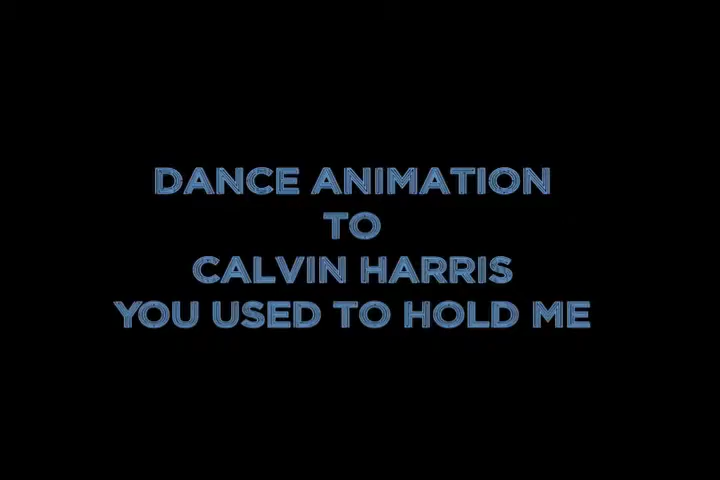 DANCE ANIMATION
TO
CALVIN HARRIS
YOU USED TO HOLD ME